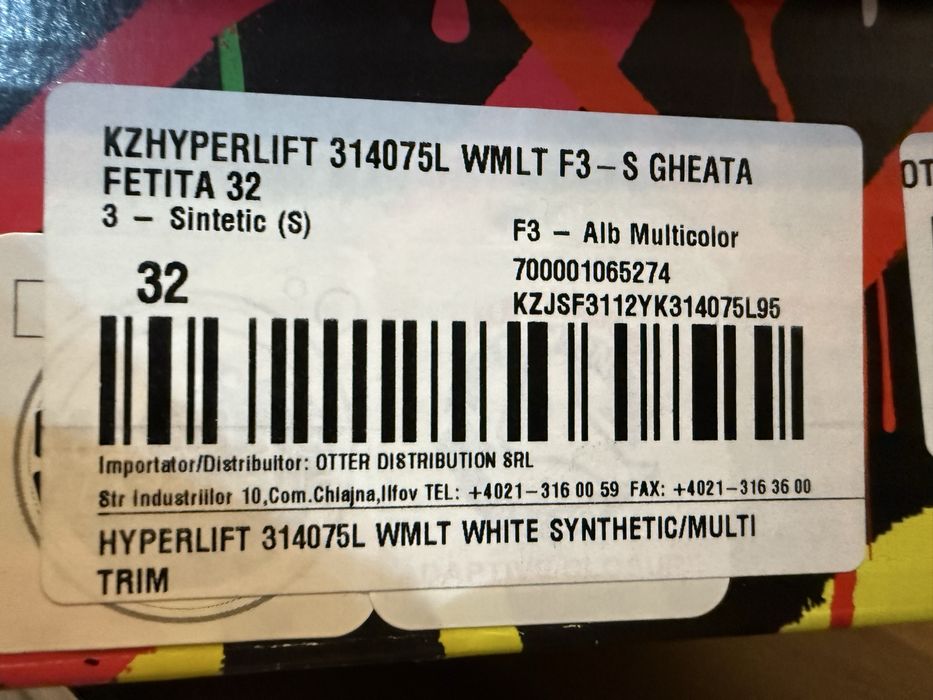 KZHYPERLIFT 314075L WMLT F3-S GHEATA
FETITA 32
3 - Sintetic (S)
F3 - Alb Multicolor
32
700001065274
KZJSF3112YK314075L95
Importator/Distribuitor: OTTER DISTRIBUTION SRL
Str Industriilor 10,Com.Chiajna,Ilfov TEL: +4021-316 00 59 FAX: +4021-316 36 00
HYPERLIFT 314075L WMLT WHITE SYNTHETIC/MULTI
TRIM
OT